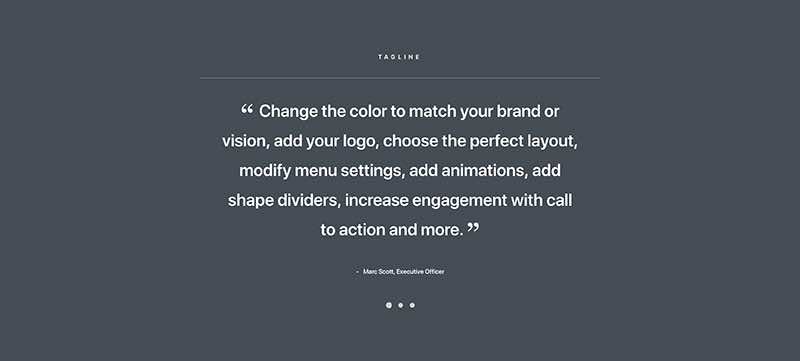 TAGLINE
“ Change the color to match your brand or
vision, add your logo, choose the perfect layout,
modify menu settings, add animations, add
shape dividers, increase engagement with call
to action and more. ”
- Marc Scott, Executive Officer